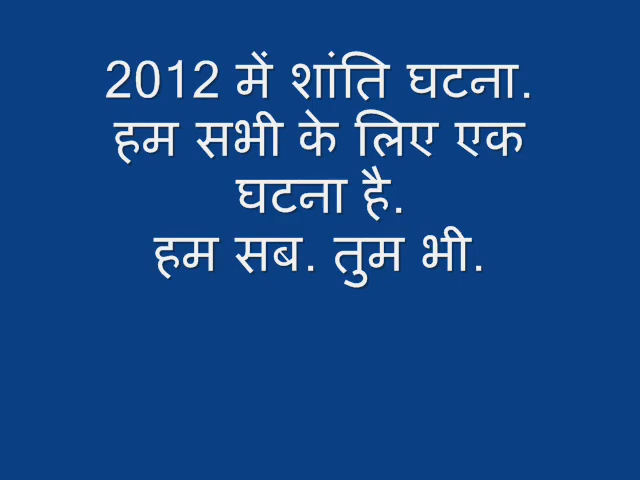 2012 में शांति घटना.
हम सभी के लिए एक
घटना है.
हम सब. तुम भी.